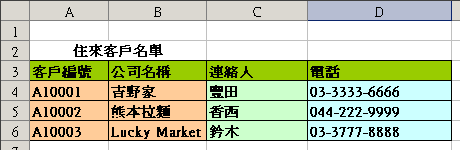 A B C D
1
2 往來客戶名單
3 客戶編號 公司名稱 連絡人 電話
4 A10001 吉野家 豐田 03-3333-6666
5 A10002 熊本拉麵 香西 044-222-9999
6 A10003 Lucky Market 鈴木 03-3777-8888